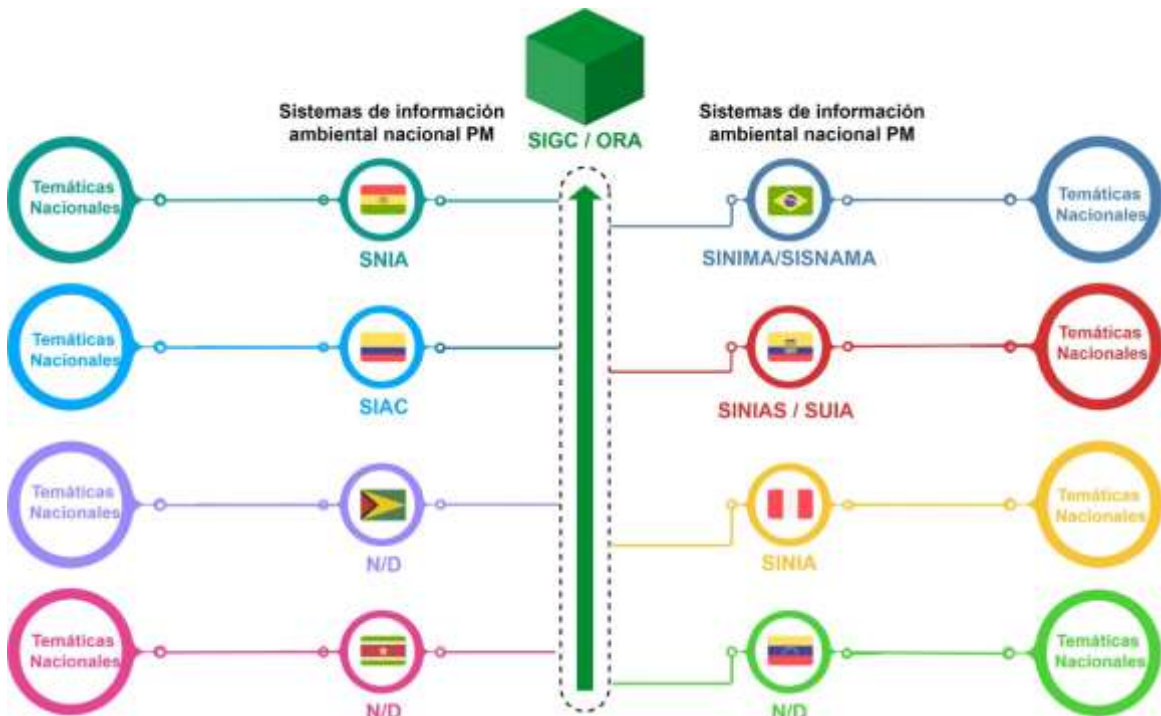 Sistemas de información
ambiental nacional PM
SIGC / ORA
Sistemas de información
ambiental nacional PM
Temáticas
Nacionales
SNIA
SINIMA/SISNAMA
Temáticas
Nacionales
Temáticas
Nacionales
SIAC
SINIAS / SUIA
Temáticas
Nacionales
Temáticas
Nacionales
N/D
SINIA
Temáticas
Nacionales
Temáticas
Nacionales
N/D
N/D
Temáticas
Nacionales